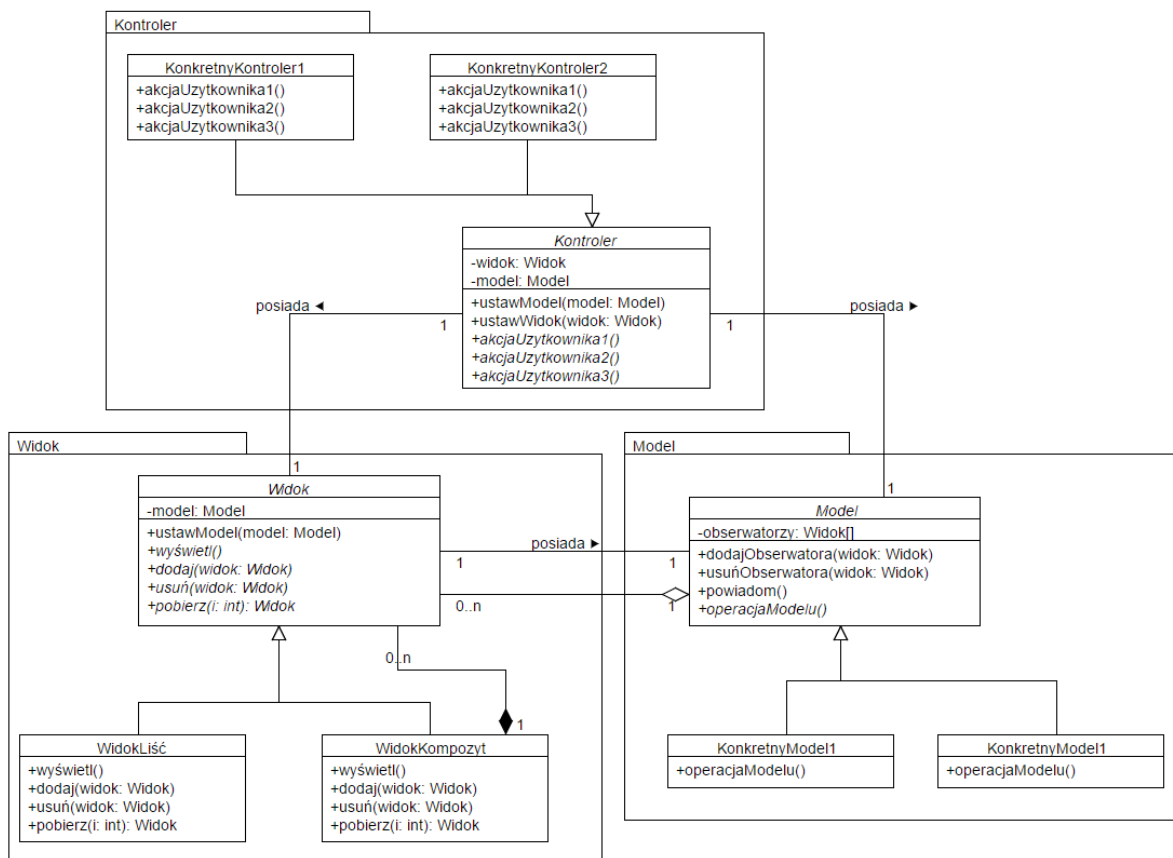 Kontroler
KonkretnyKontroler1
+akcjaUzytkownika1()
+akcjaUzytkownika2()
+akcjaUzytkownika3()
KonkretnyKontroler2
+akcjaUzytkownika1()
+akcjaUzytkownika2()
+akcjaUzytkownika3()
Kontroler
-widok: Widok
-model: Model
+ustawModel(model: Model)
+ustawWidok(widok: Widok)
+akcjaUzytkownika1()
+akcjaUzytkownika2()
+akcjaUzytkownika3()
posiada ◄
1
1
posiada ►
Widok
1
Widok
-model: Model
+ustawModel(model: Model)
+wyświetl()
+dodaj(widok: Widok)
+usuń(widok: Widok)
+pobierz(i: int): Widok
posiada ►
1
1
0..n
1
0..n
1
WidokLiść
+wyświetl()
+dodaj(widok: Widok)
+usuń(widok: Widok)
+pobierz(i: int): Widok
WidokKompozyt
+wyświetl()
+dodaj(widok: Widok)
+usuń(widok: Widok)
+pobierz(i: int): Widok
Model
1
Model
-obserwatorzy: Widok[]
+dodajObserwatora(widok: Widok)
+usuńObserwatora(widok: Widok)
+powiadom()
+operacjaModelu()
KonkretnyModel1
+operacjaModelu()
KonkretnyModel1
+operacjaModelu()